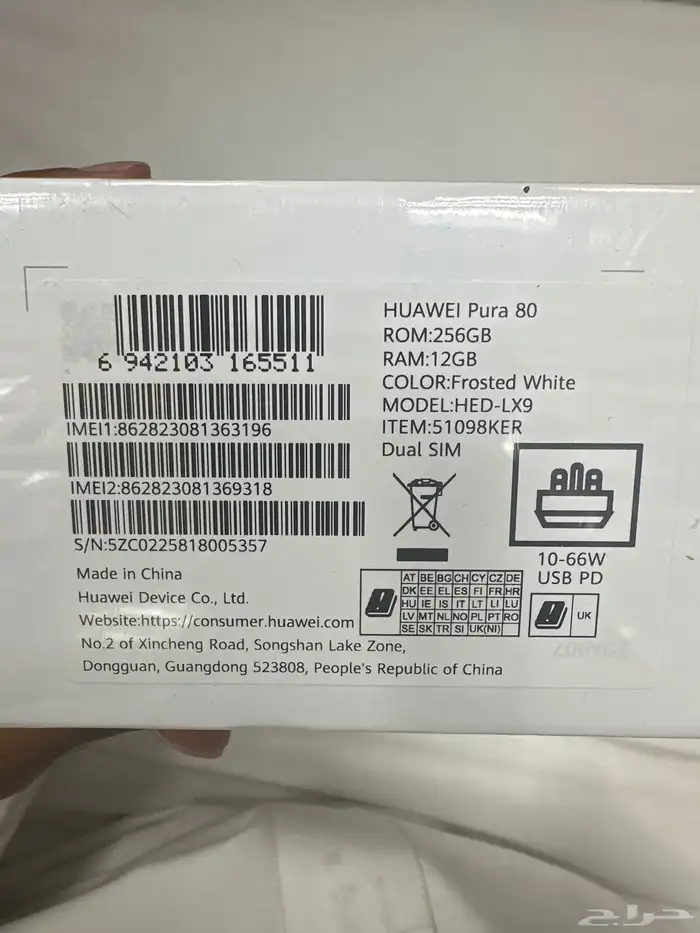 6 942103 165511
IMEI1:862823081363196
IMEI2:862823081369318
S/N:5ZC0225818005357
HUAWEI Pura 80
ROM:256GB
RAM:12GB
COLOR:Frosted White
MODEL:HED-LX9
ITEM:51098KER
Dual SIM
10-66W
USB PD
AT BE BG CH CY CZ DE
DK EE EL ES FI FR HR
HU IE IS IT LT LI LU
LV MT NL NO PL PT RO
SE SK TR SI UK(NI)
UK
Made in China
Huawei Device Co., Ltd.
Website:https://consumer.huawei.com
No.2 of Xincheng Road, Songshan Lake Zone,
Dongguan, Guangdong 523808, People's Republic of China
حراج